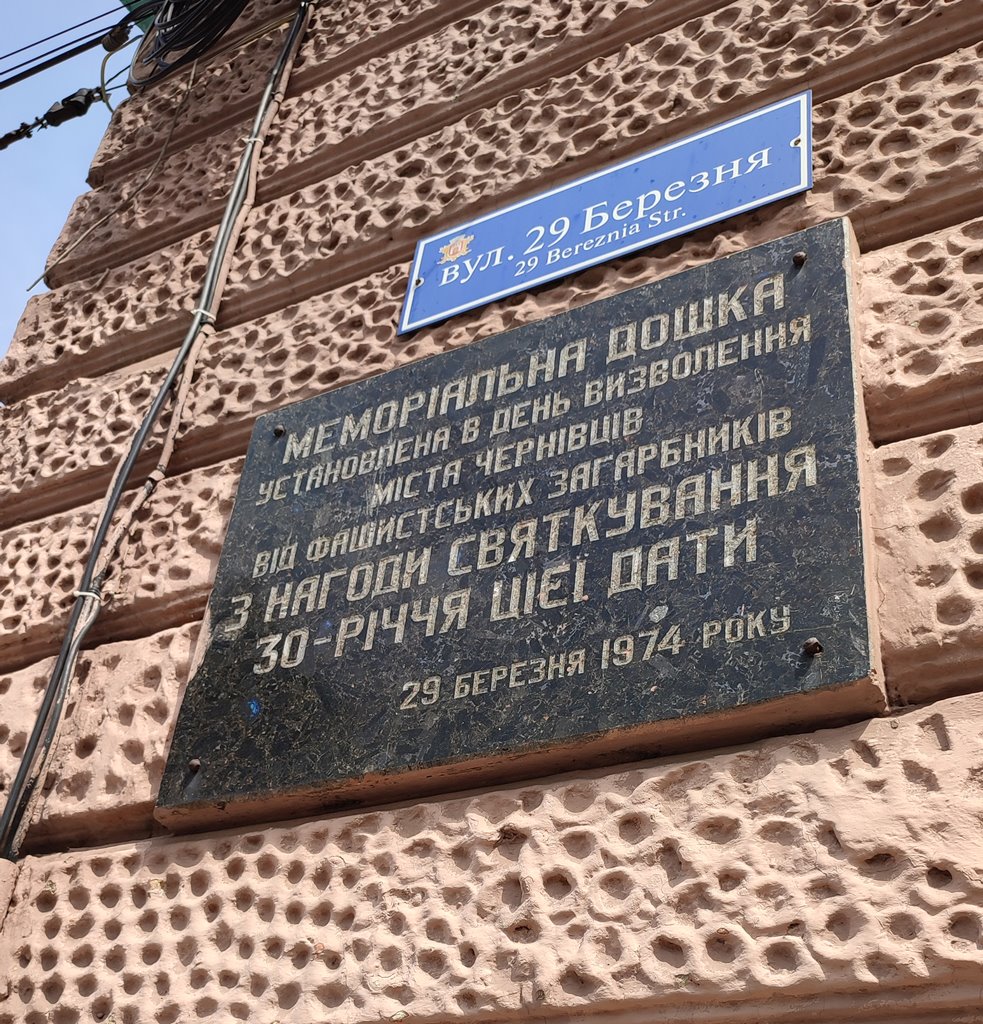 вул. 29 Березня
29 Bereznia Str.
МЕМОРІАЛЬНА ДОШКА
УСТАНОВЛЕНА В ДЕНЬ ВИЗВОЛЕННЯ
МІСТА ЧЕРНІВЦІВ
ВІД ФАШИСТСЬКИХ ЗАГАРБНИКІВ
З НАГОДИ СВЯТКУВАННЯ
30-РІЧЧЯ ЦІЄЇ ДАТИ
29 БЕРЕЗНЯ 1974 РОКУ